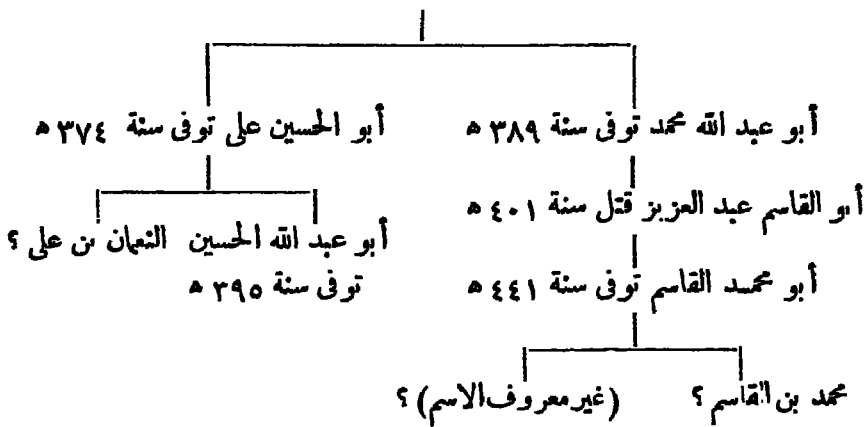 أبو عبد الله محمد توفى سنة ٣٨٩ ه أبو الحسين على توفى سنة ٣٧٤ ه
أبو القاسم عبد العزيز قتل سنة ٤٠١ ه
أبو عبد الله الحسين النعمان بن على ؟
توفى سنة ٣٩٥ ه
أبو محمد القاسم توفى سنة ٤٤١ ه
محمد بن القاسم ؟ (غير معروف الاسم) ؟